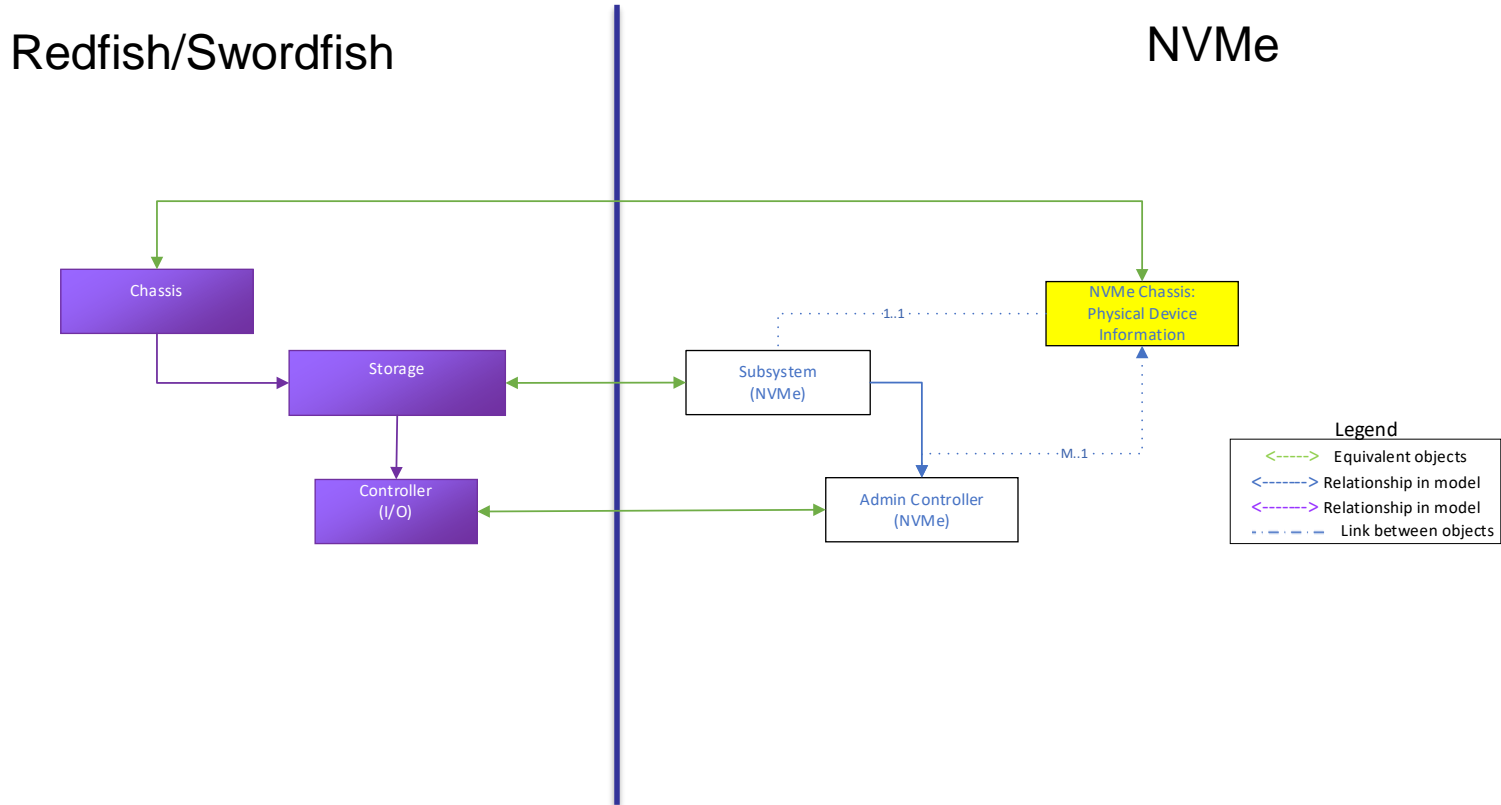 Redfish/Swordfish
NVMe
Chassis
NVMe Chassis:
Physical Device
Information
1..1
Storage
Subsystem
(NVMe)
M..1
Controller
(I/O)
Admin Controller
(NVMe)
Legend
Equivalent objects
Relationship in model
Relationship in model
Link between objects